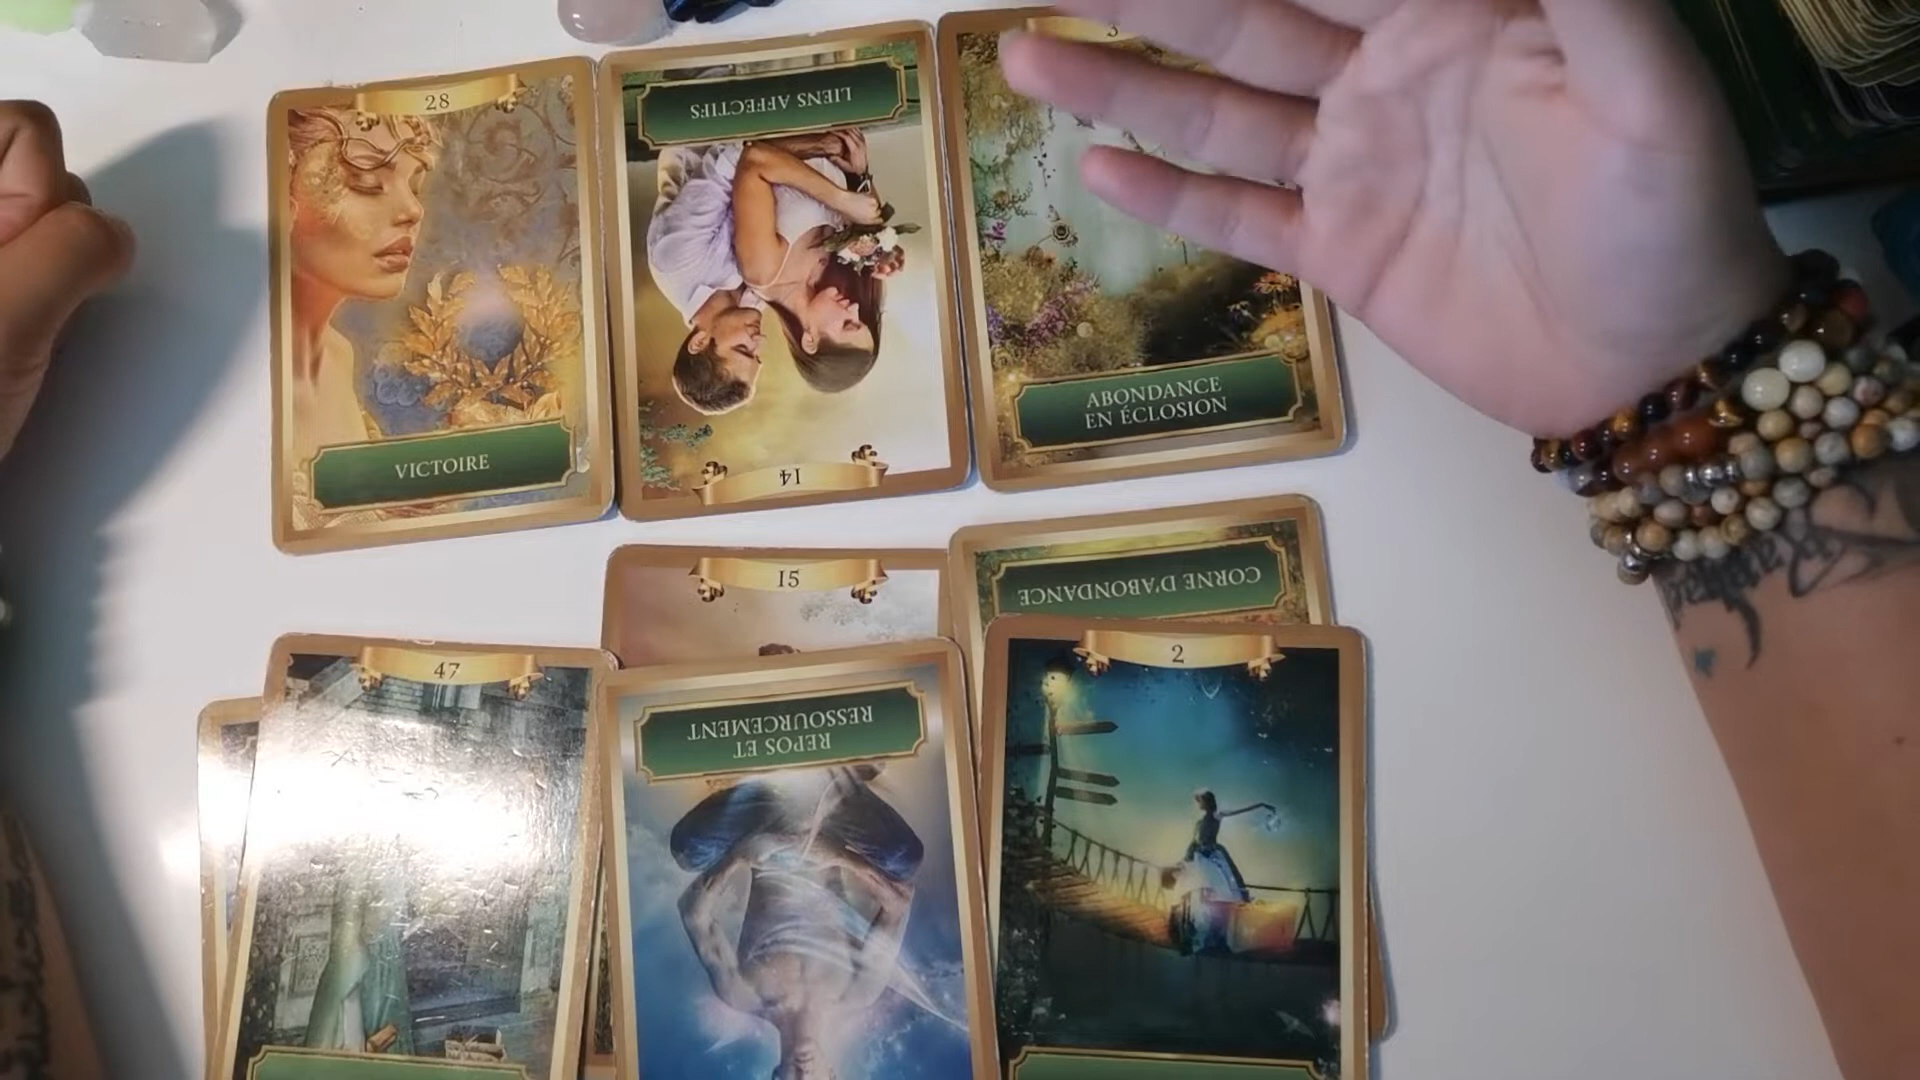 28
VICTOIRE
LIENS AFFECTIFS
14
3
ABONDANCE
EN ÉCLOSION
15
CORNE D'ABONDANCE
47
REPOS ET
RESSOURCEMENT
2